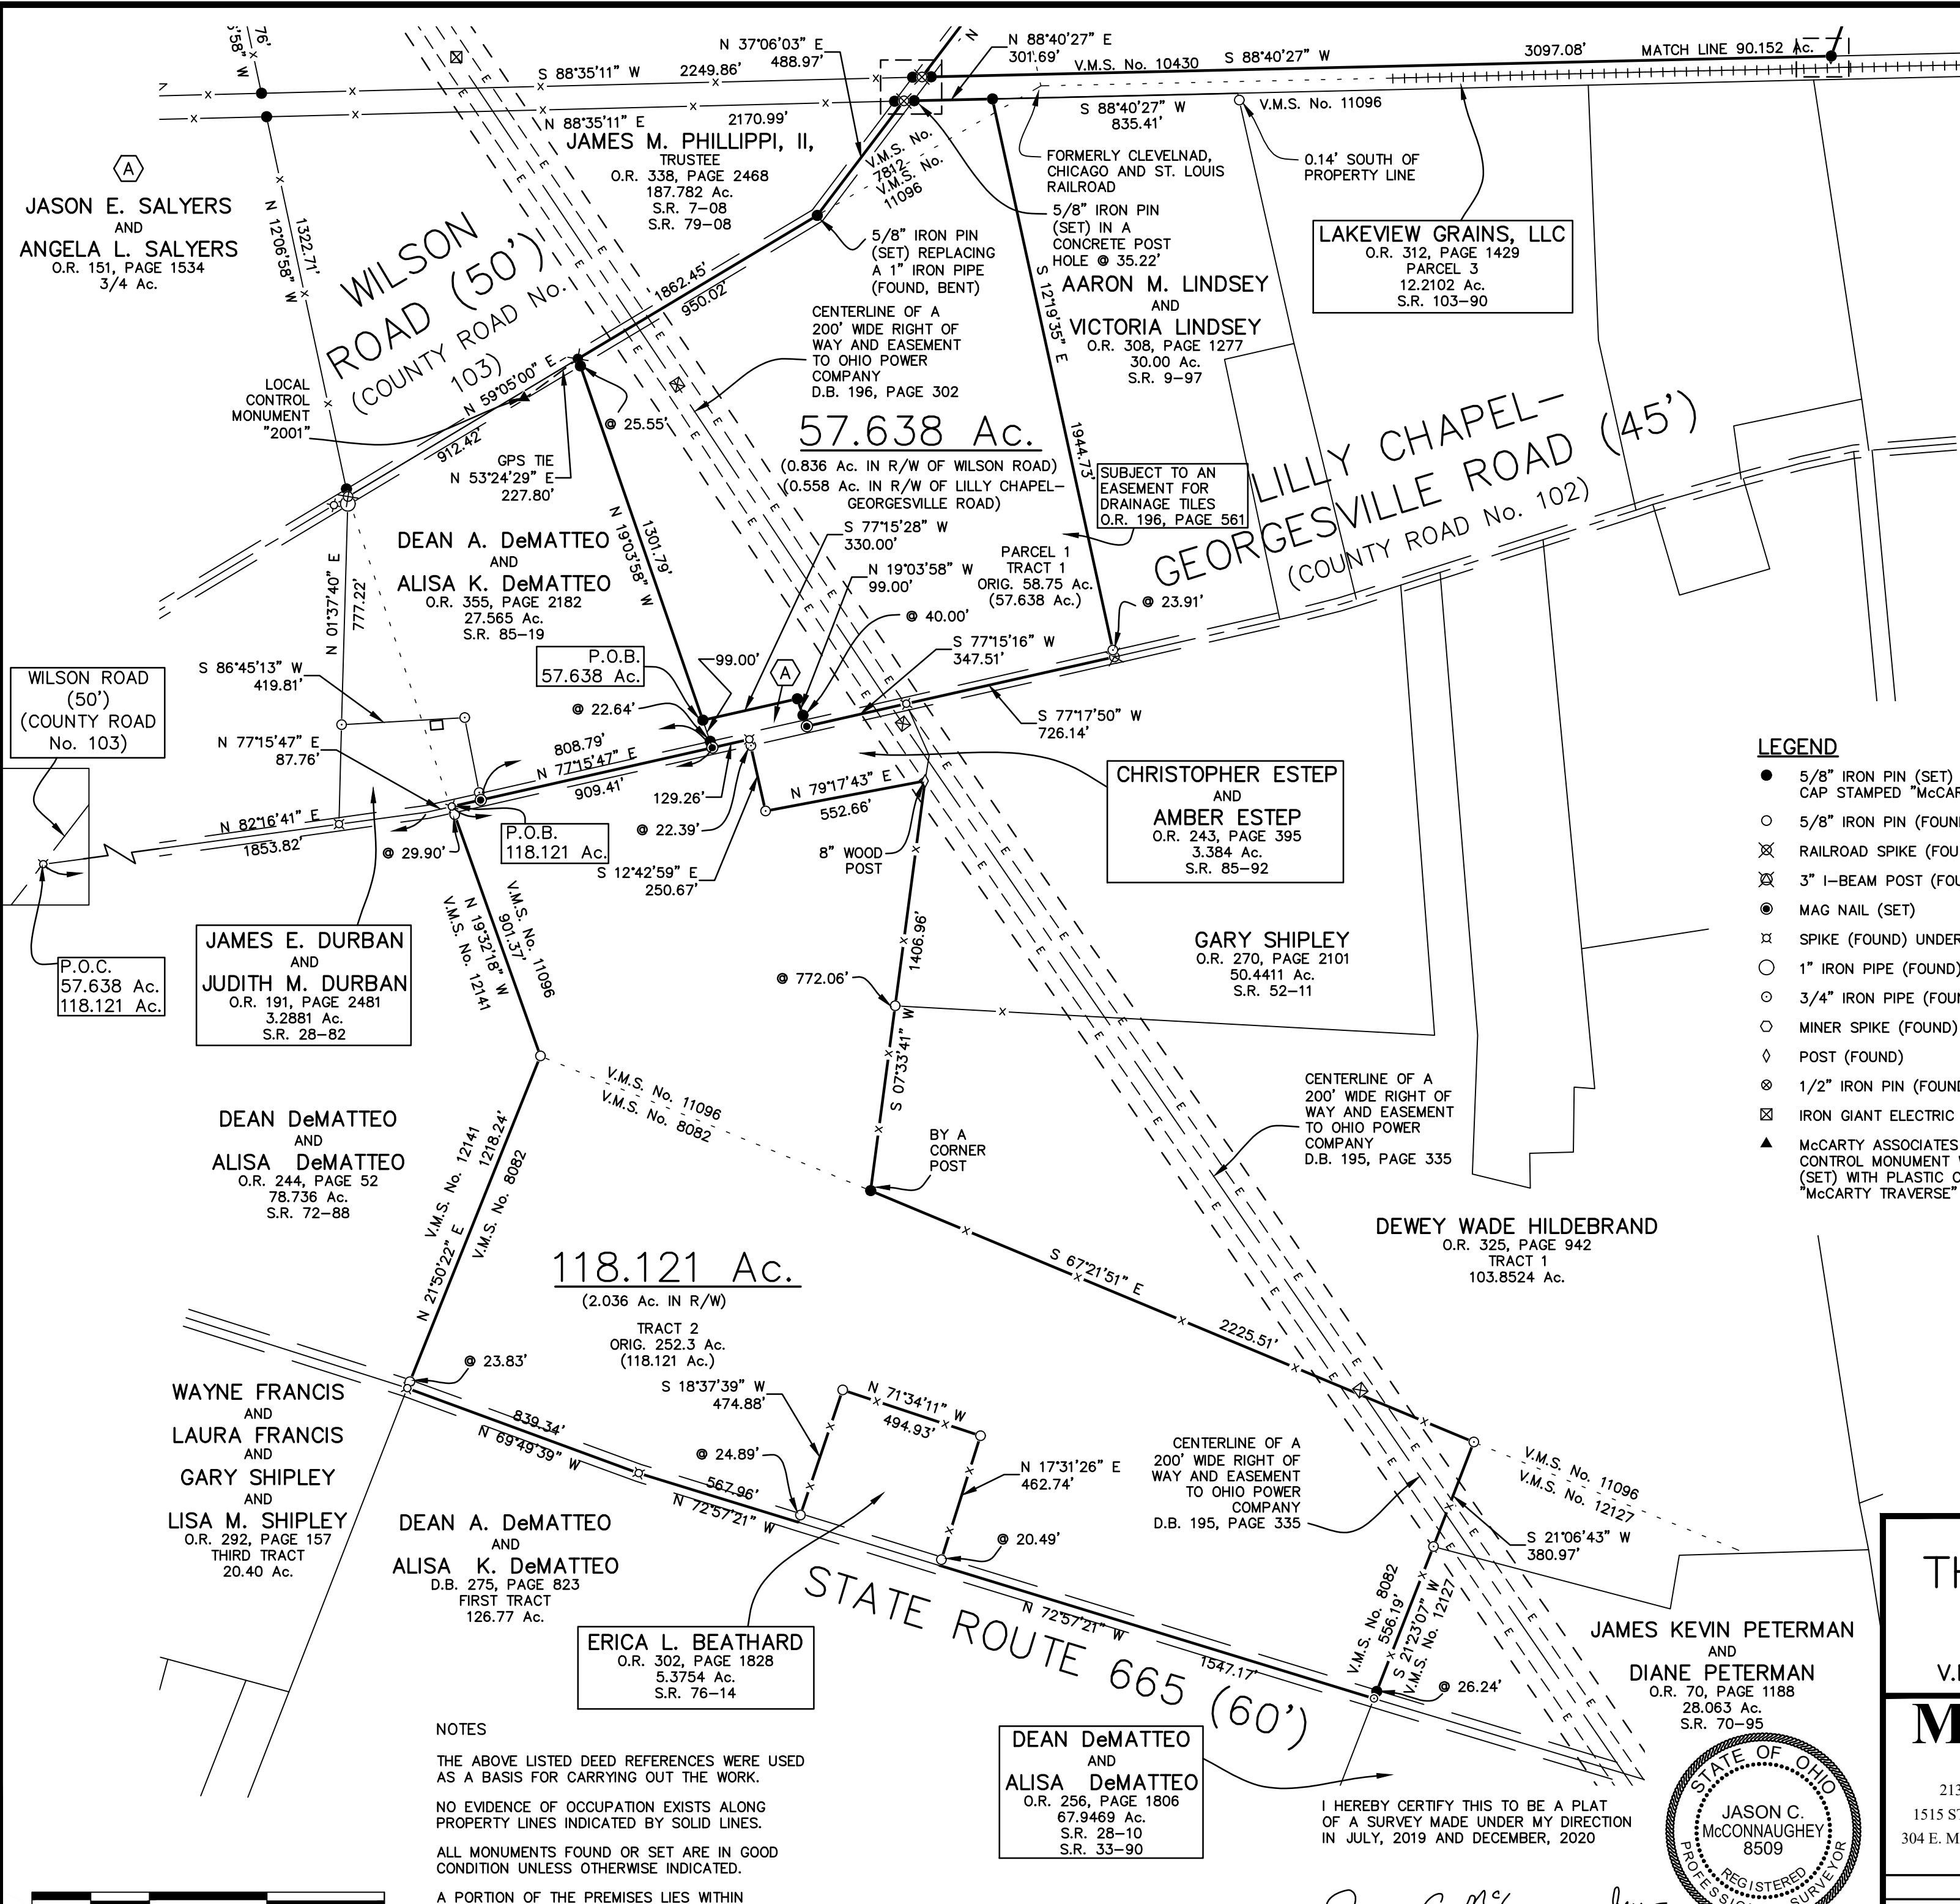 76'
3'58" W
N
N 37°06'03" E
488.97'
N 88°40'27" E
301.69'
V.M.S. No. 10430
S 88°40'27" W
3097.08'
MATCH LINE 90.152 Ac.
S 88°35'11" W
2249.86'
N 88°35'11" E
2170.99'
S 88°40'27" W
835.41'
V.M.S. No. 11096
A
JASON E. SALYERS
AND
ANGELA L. SALYERS
O.R. 151, PAGE 1534
3/4 Ac.
1322.71'
N 12°06'58" W
JAMES M. PHILLIPPI, II,
TRUSTEE
O.R. 338, PAGE 2468
187.782 Ac.
S.R. 7-08
S.R. 79-08
V.M.S. No.
7812
V.M.S. No.
11096
FORMERLY CLEVELNAD,
CHICAGO AND ST. LOUIS
RAILROAD
0.14' SOUTH OF
PROPERTY LINE
5/8" IRON PIN
(SET) IN A
CONCRETE POST
HOLE @ 35.22'
5/8" IRON PIN
(SET) REPLACING
A 1" IRON PIPE
(FOUND, BENT)
LAKEVIEW GRAINS, LLC
O.R. 312, PAGE 1429
PARCEL 3
12.2102 Ac.
S.R. 103-90
WILSON
ROAD (50')
(COUNTY ROAD No.
103)
1862.45'
950.02'
CENTERLINE OF A
200' WIDE RIGHT OF
WAY AND EASEMENT
TO OHIO POWER
COMPANY
D.B. 196, PAGE 302
AARON M. LINDSEY
AND
VICTORIA LINDSEY
O.R. 308, PAGE 1277
30.00 Ac.
S.R. 9-97
S 12°19'35" E
1944.73'
LOCAL
CONTROL
MONUMENT
"2001"
N 59°05'00" E
912.42'
@ 25.55'
GPS TIE
N 53°24'29" E
227.80'
57.638 Ac.
(0.836 Ac. IN R/W OF WILSON ROAD)
(0.558 Ac. IN R/W OF LILLY CHAPEL-
GEORGESVILLE ROAD)
SUBJECT TO AN
EASEMENT FOR
DRAINAGE TILES
O.R. 196, PAGE 561
LILLY CHAPEL-
GEORGESVILLE ROAD (45')
(COUNTY ROAD No. 102)
DEAN A. DeMATTEO
AND
ALISA K. DeMATTEO
O.R. 355, PAGE 2182
27.565 Ac.
S.R. 85-19
1301.79'
N 19°03'58" W
S 77°15'28" W
330.00'
N 19°03'58" W
99.00'
PARCEL 1
TRACT 1
ORIG. 58.75 Ac.
(57.638 Ac.)
@ 23.91'
@ 40.00'
S 77°15'16" W
347.51'
N 01°37'40" E
777.22'
S 86°45'13" W
419.81'
P.O.B.
57.638 Ac.
99.00'
A
@ 22.64'
WILSON ROAD
(50')
(COUNTY ROAD
No. 103)
N 77°15'47" E
87.76'
808.79'
N 77°15'47" E
909.41'
129.26'
@ 22.39'
S 12°42'59" E
250.67'
N 79°17'43" E
552.66'
S 77°17'50" W
726.14'
8" WOOD
POST
CHRISTOPHER ESTEP
AND
AMBER ESTEP
O.R. 243, PAGE 395
3.384 Ac.
S.R. 85-92
N 82°16'41" E
1853.82'
@ 29.90'
P.O.B.
118.121 Ac.
P.O.C.
57.638 Ac.
118.121 Ac.
JAMES E. DURBAN
AND
JUDITH M. DURBAN
O.R. 191, PAGE 2481
3.2881 Ac.
S.R. 28-82
V.M.S. No. 11096
901.37'
N 19°32'18" W
V.M.S. No. 12141
1406.96'
S 07°33'41" W
@ 772.06'
GARY SHIPLEY
O.R. 270, PAGE 2101
50.4411 Ac.
S.R. 52-11
LEGEND
5/8" IRON PIN (SET)
CAP STAMPED "McCAR
5/8" IRON PIN (FOUN
RAILROAD SPIKE (FOU
3" I-BEAM POST (FOU
MAG NAIL (SET)
SPIKE (FOUND) UNDER
1" IRON PIPE (FOUND)
3/4" IRON PIPE (FOUN
MINER SPIKE (FOUND)
POST (FOUND)
1/2" IRON PIN (FOUND
IRON GIANT ELECTRIC
McCARTY ASSOCIATES
CONTROL MONUMENT
(SET) WITH PLASTIC C
"McCARTY TRAVERSE"
V.M.S. No. 11096
V.M.S. No. 8082
BY A
CORNER
POST
DEAN DeMATTEO
AND
ALISA DeMATTEO
O.R. 244, PAGE 52
78.736 Ac.
S.R. 72-88
V.M.S. No. 12141
1218.24'
N 21°50'22" E
V.M.S. No. 8082
CENTERLINE OF A
200' WIDE RIGHT OF
WAY AND EASEMENT
TO OHIO POWER
COMPANY
D.B. 195, PAGE 335
DEWEY WADE HILDEBRAND
O.R. 325, PAGE 942
TRACT 1
103.8524 Ac.
S 67°21'51" E
2225.51'
118.121 Ac.
(2.036 Ac. IN R/W)
TRACT 2
ORIG. 252.3 Ac.
(118.121 Ac.)
@ 23.83'
S 18°37'39" W
474.88'
N 71°34'11" W
494.93'
@ 24.89'
N 17°31'26" E
462.74'
@ 20.49'
WAYNE FRANCIS
AND
LAURA FRANCIS
AND
GARY SHIPLEY
AND
LISA M. SHIPLEY
O.R. 292, PAGE 157
THIRD TRACT
20.40 Ac.
839.34'
N 69°49'39" W
567.96'
N 72°57'21" W
CENTERLINE OF A
200' WIDE RIGHT OF
WAY AND EASEMENT
TO OHIO POWER
COMPANY
D.B. 195, PAGE 335
V.M.S. No. 11096
V.M.S. No. 12127
S 21°06'43" W
380.97'
DEAN A. DeMATTEO
AND
ALISA K. DeMATTEO
D.B. 275, PAGE 823
FIRST TRACT
126.77 Ac.
ERICA L. BEATHARD
O.R. 302, PAGE 1828
5.3754 Ac.
S.R. 76-14
STATE ROUTE 665 (60')
N 72°57'21" W
1547.17'
V.M.S. No. 8082
556.19'
S 21°23'07" W
V.M.S. No. 12127
@ 26.24'
JAMES KEVIN PETERMAN
AND
DIANE PETERMAN
O.R. 70, PAGE 1188
28.063 Ac.
S.R. 70-95
DEAN DeMATTEO
AND
ALISA DeMATTEO
O.R. 256, PAGE 1806
67.9469 Ac.
S.R. 28-10
S.R. 33-90
NOTES
THE ABOVE LISTED DEED REFERENCES WERE USED
AS A BASIS FOR CARRYING OUT THE WORK.
NO EVIDENCE OF OCCUPATION EXISTS ALONG
PROPERTY LINES INDICATED BY SOLID LINES.
ALL MONUMENTS FOUND OR SET ARE IN GOOD
CONDITION UNLESS OTHERWISE INDICATED.
A PORTION OF THE PREMISES LIES WITHIN
I HEREBY CERTIFY THIS TO BE A PLAT
OF A SURVEY MADE UNDER MY DIRECTION
IN JULY, 2019 AND DECEMBER, 2020
STATE OF OHIO
JASON C.
McCONNAUGHEY
8509
REGISTERED
PROFESSIONAL SURVEYOR
TH
V.
M
213
1515 S
304 E. M